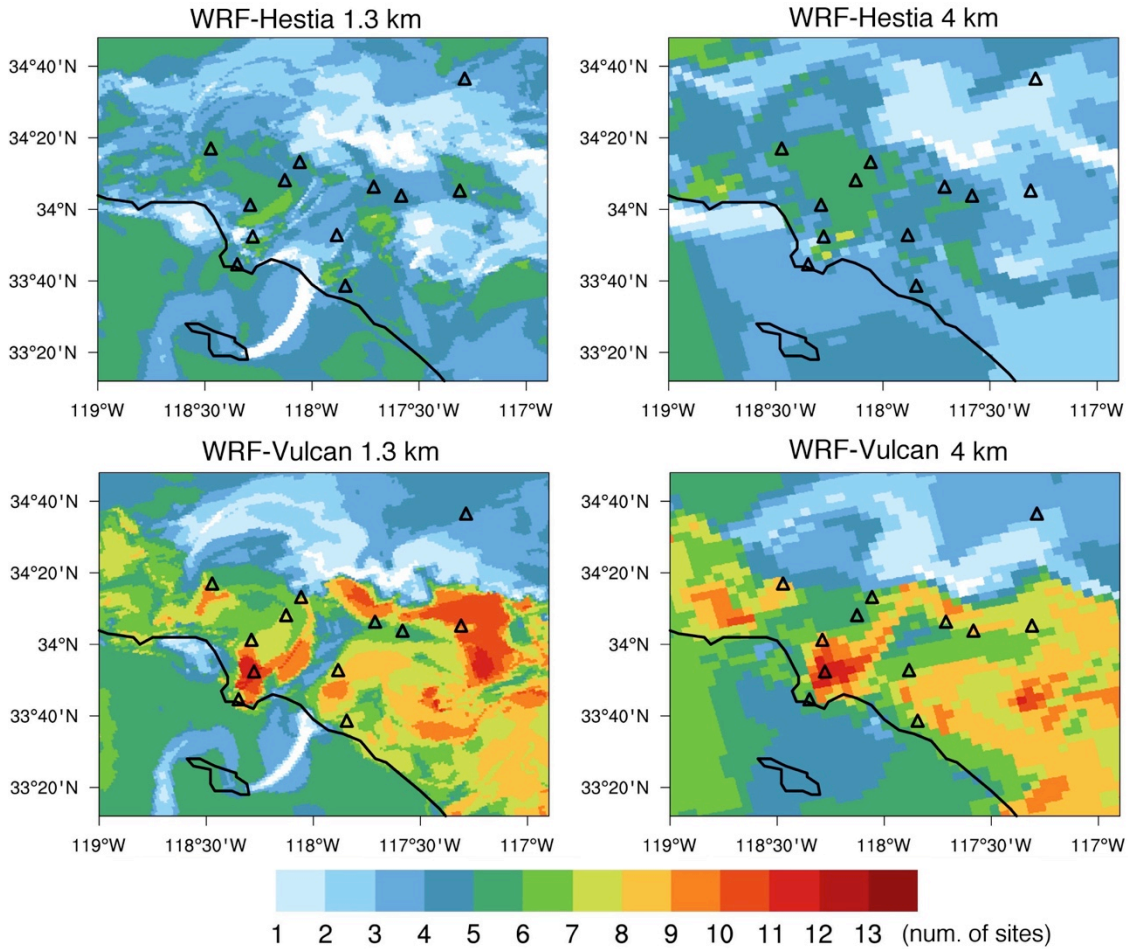 WRF-Hestia 1.3 km
WRF-Hestia 4 km
34°40'N
34°20'N
34°N
33°40'N
33°20'N
119°W 118°30'W 118°W 117°30'W 117°W
34°40'N
34°20'N
34°N
33°40'N
33°20'N
119°W 118°30'W 118°W 117°30'W 117°W
WRF-Vulcan 1.3 km
WRF-Vulcan 4 km
34°40'N
34°20'N
34°N
33°40'N
33°20'N
119°W 118°30'W 118°W 117°30'W 117°W
34°40'N
34°20'N
34°N
33°40'N
33°20'N
119°W 118°30'W 118°W 117°30'W 117°W
1 2 3 4 5 6 7 8 9 10 11 12 13 (num. of sites)